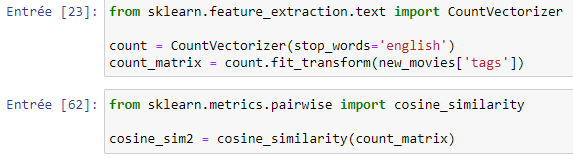 Entrée [23]: from sklearn.feature_extraction.text import CountVectorizer
count = CountVectorizer(stop_words='english')
count_matrix = count.fit_transform(new_movies['tags'])
Entrée [62]: from sklearn.metrics.pairwise import cosine_similarity
cosine_sim2 = cosine_similarity(count_matrix)